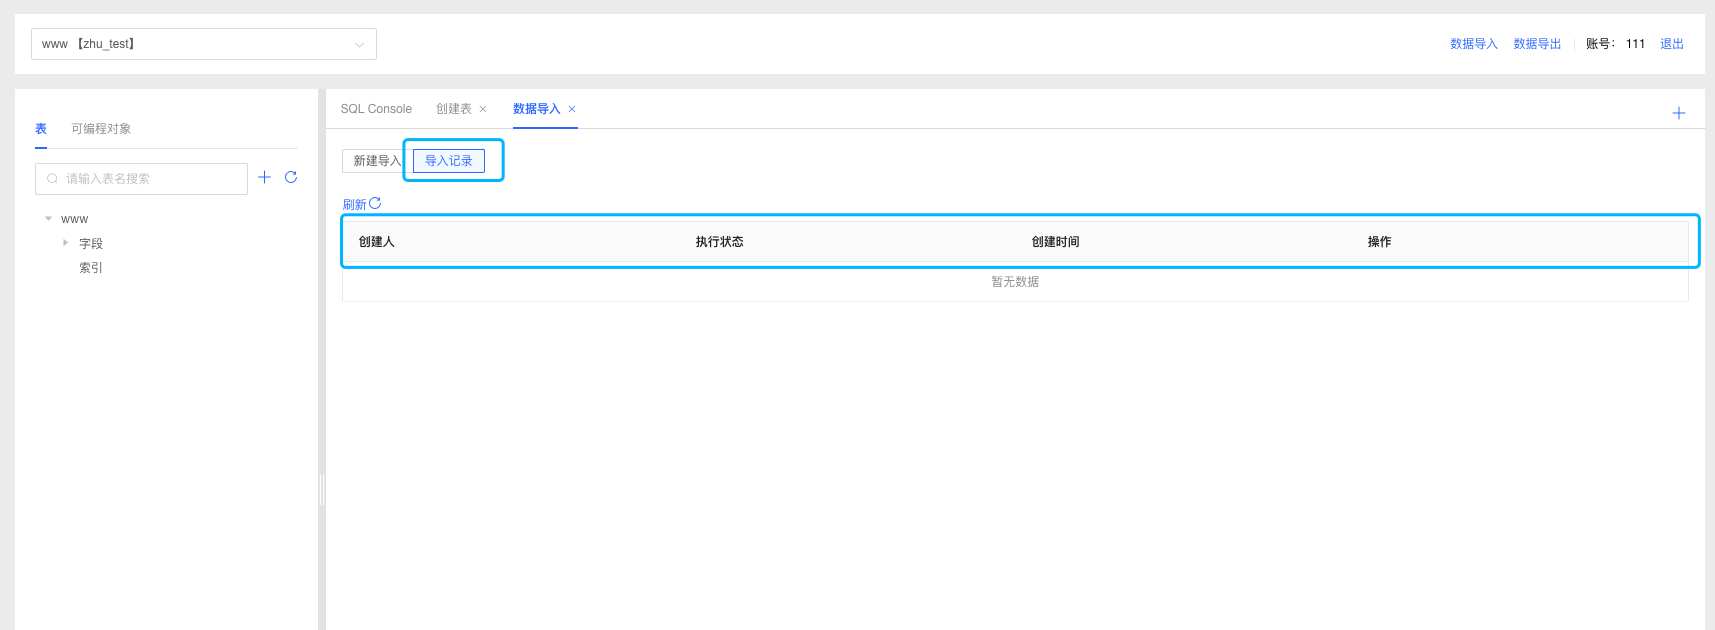 www 【zhu_test】
数据导入 数据导出 账号： 111 退出
表 可编程对象
请输入表名搜索
www
字段
索引
SQL Console 创建表 数据导入
新建导入 导入记录
刷新
创建人 执行状态 创建时间 操作
暂无数据